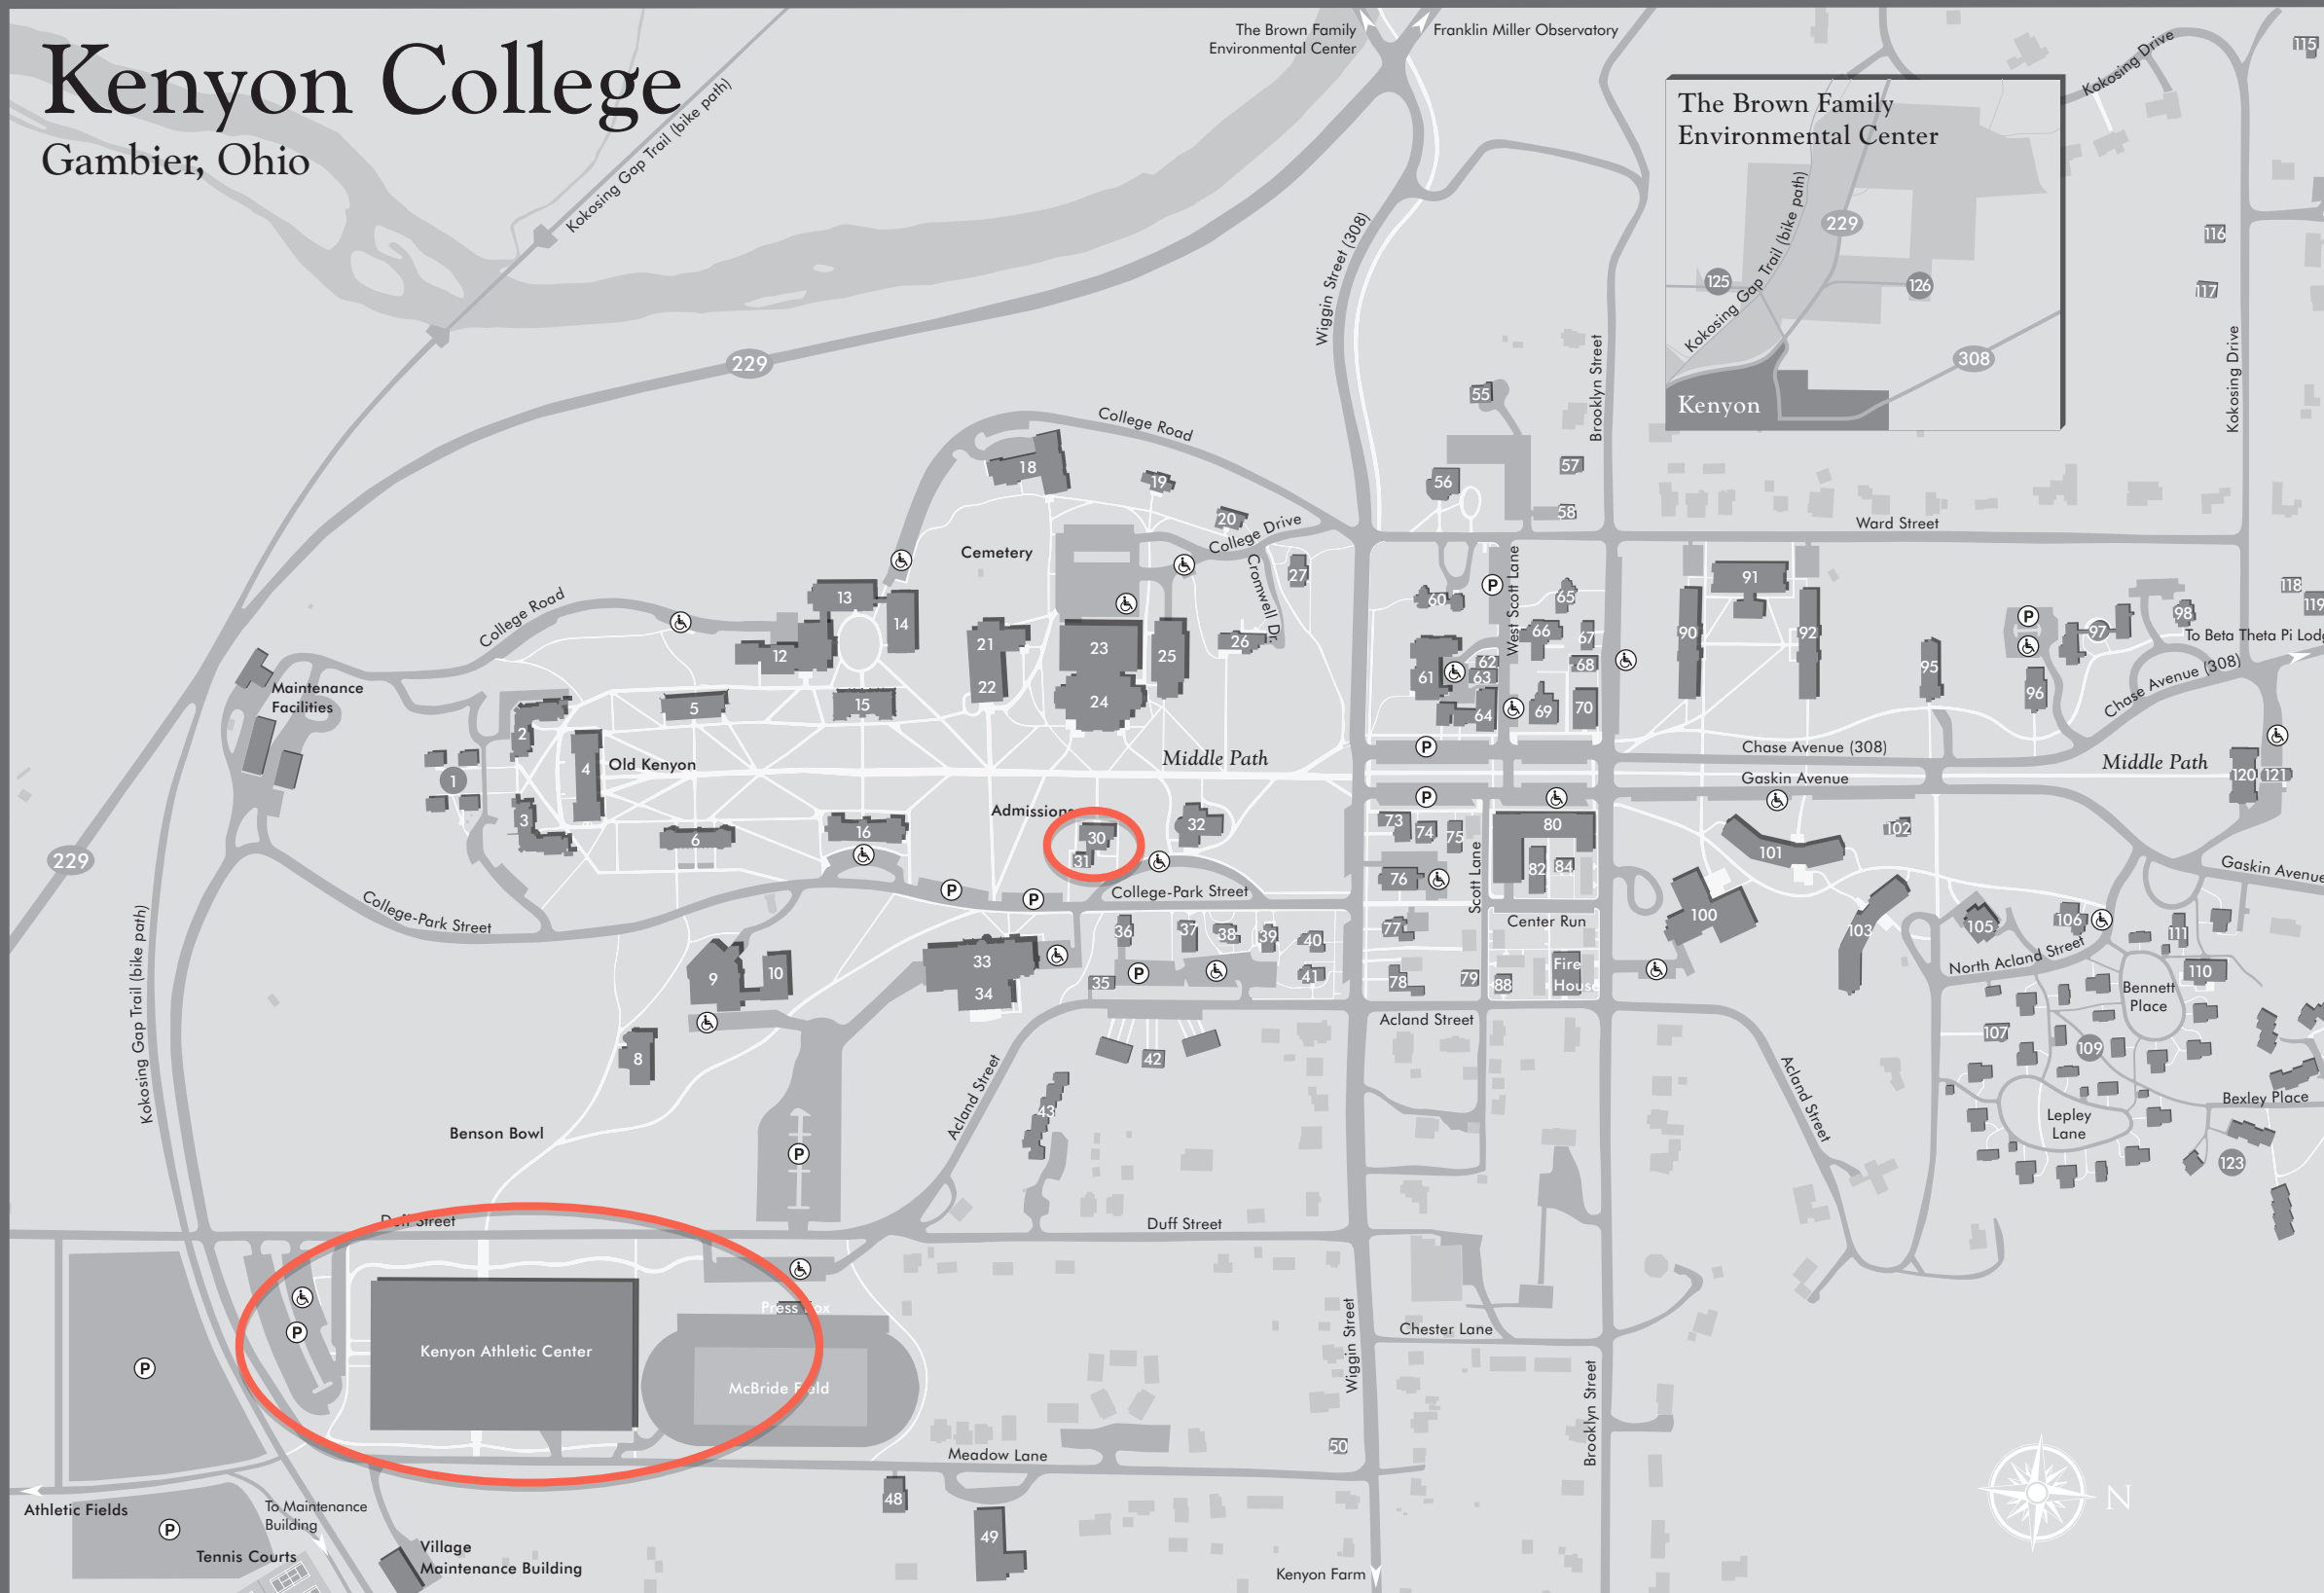 Kenyon College
Gambier, Ohio
Kokosing Gap Trail (bike path)
The Brown Family
Environmental Center
Franklin Miller Observatory
Kokosing Drive
115
The Brown Family
Environmental Center
Kokosing Gap Trail (bike path)
229
125
126
308
Kenyon
116
117
Kokosing Drive
Wiggin Street (308)
Brooklyn Street
229
College Road
55
57
56
58
18
19
20
College Drive
Ward Street
Cemetery
Cromwell Dr.
27
West Scott Lane
P
91
118
119
College Road
13
14
60
65
P
98
97
12
21
22
23
24
25
26
61
62
63
66
67
68
90
92
95
96
To Beta Theta Pi Lod
Chase Avenue (308)
Maintenance
Facilities
5
15
64
69
70
2
P
Chase Avenue (308)
4
Old Kenyon
Middle Path
Middle Path
1
Gaskin Avenue
120
121
P
Admissions
3
6
16
30
31
32
73
74
75
80
82
84
101
102
229
76
Scott Lane
Gaskin Avenue
College-Park Street
P
P
College-Park Street
100
103
105
106
111
Center Run
36
37
38
39
40
77
North Acland Street
9
10
33
34
P
35
41
78
79
88
Fire
House
110
Bennett
Place
Acland Street
Kokosing Gap Trail (bike path)
8
42
107
109
43
Acland Street
Acland Street
Bexley Place
Lepley
Lane
123
Benson Bowl
P
Duff Street
Duff Street
Press Box
P
Kenyon Athletic Center
McBride Field
P
Wiggin Street
Chester Lane
Brooklyn Street
50
Meadow Lane
48
49
Athletic Fields
To Maintenance
Building
P
Tennis Courts
Village
Maintenance Building
Kenyon Farm
N